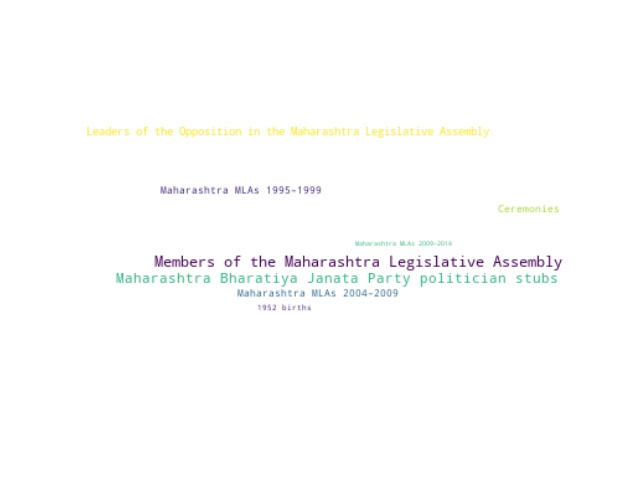 Leaders of the Opposition in the Maharashtra Legislative Assembly
Maharashtra MLAs 1995–1999
Ceremonies
Maharashtra MLAs 2009–2014
Members of the Maharashtra Legislative Assembly
Maharashtra Bharatiya Janata Party politician stubs
Maharashtra MLAs 2004–2009
1952 births